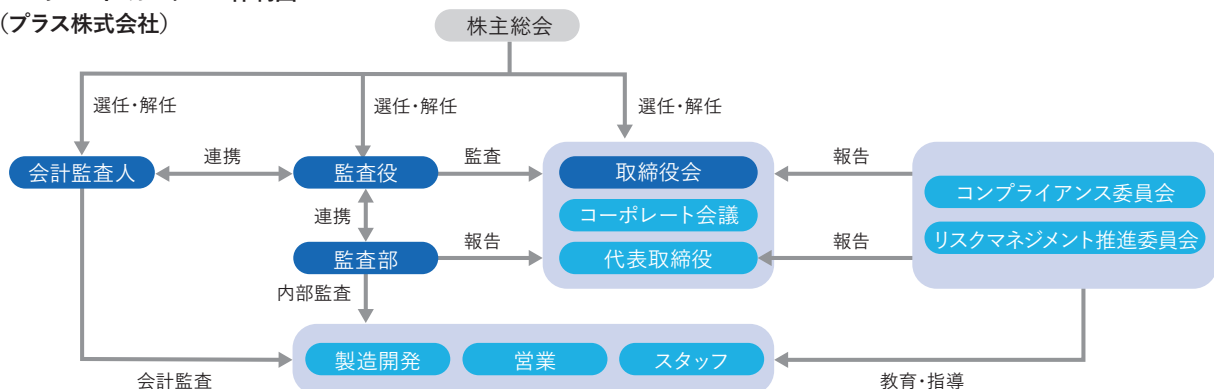 (プラス株式会社)
株主総会
選任・解任
選任・解任
選任・解任
会計監査人
連携
監査役
監査
取締役会
報告
コンプライアンス委員会
連携
コーポレート会議
リスクマネジメント推進委員会
監査部
報告
代表取締役
報告
内部監査
製造開発
営業
スタッフ
会計監査
教育・指導